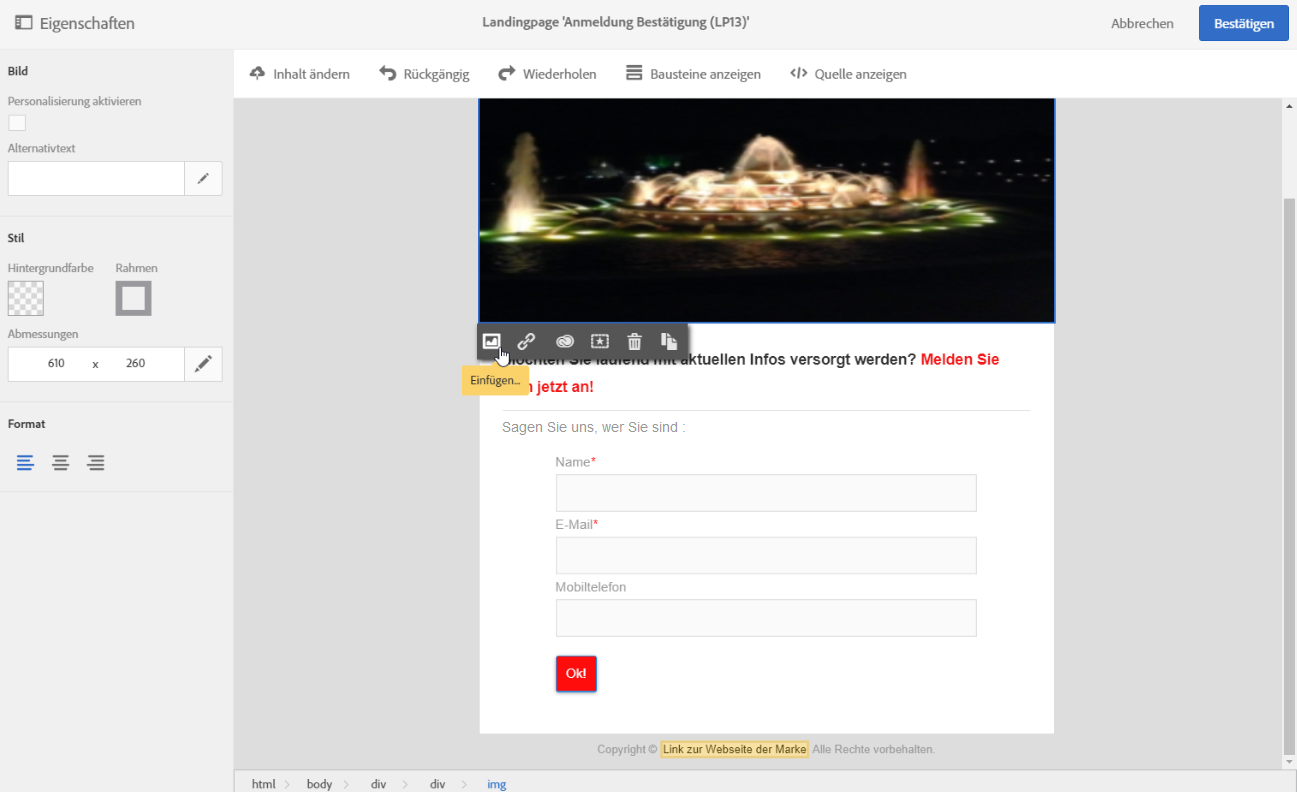 Eigenschaften
Landingpage 'Anmeldung Bestätigung (LP13)'
Abbrechen
Bestätigen
Bild
Personalisierung aktivieren
Alternativtext
Stil
Hintergrundfarbe Rahmen
Abmessungen
610 x 260
Format
Inhalt ändern
Rückgängig
Wiederholen
Bausteine anzeigen
Quelle anzeigen
Möchten Sie laufend mit aktuellen Infos versorgt werden? Melden Sie
jetzt an!
Einfügen...
Sagen Sie uns, wer Sie sind :
Name*
E-Mail*
Mobiltelefon
Ok!
Copyright © Link zur Webseite der Marke Alle Rechte vorbehalten.
html body div div img